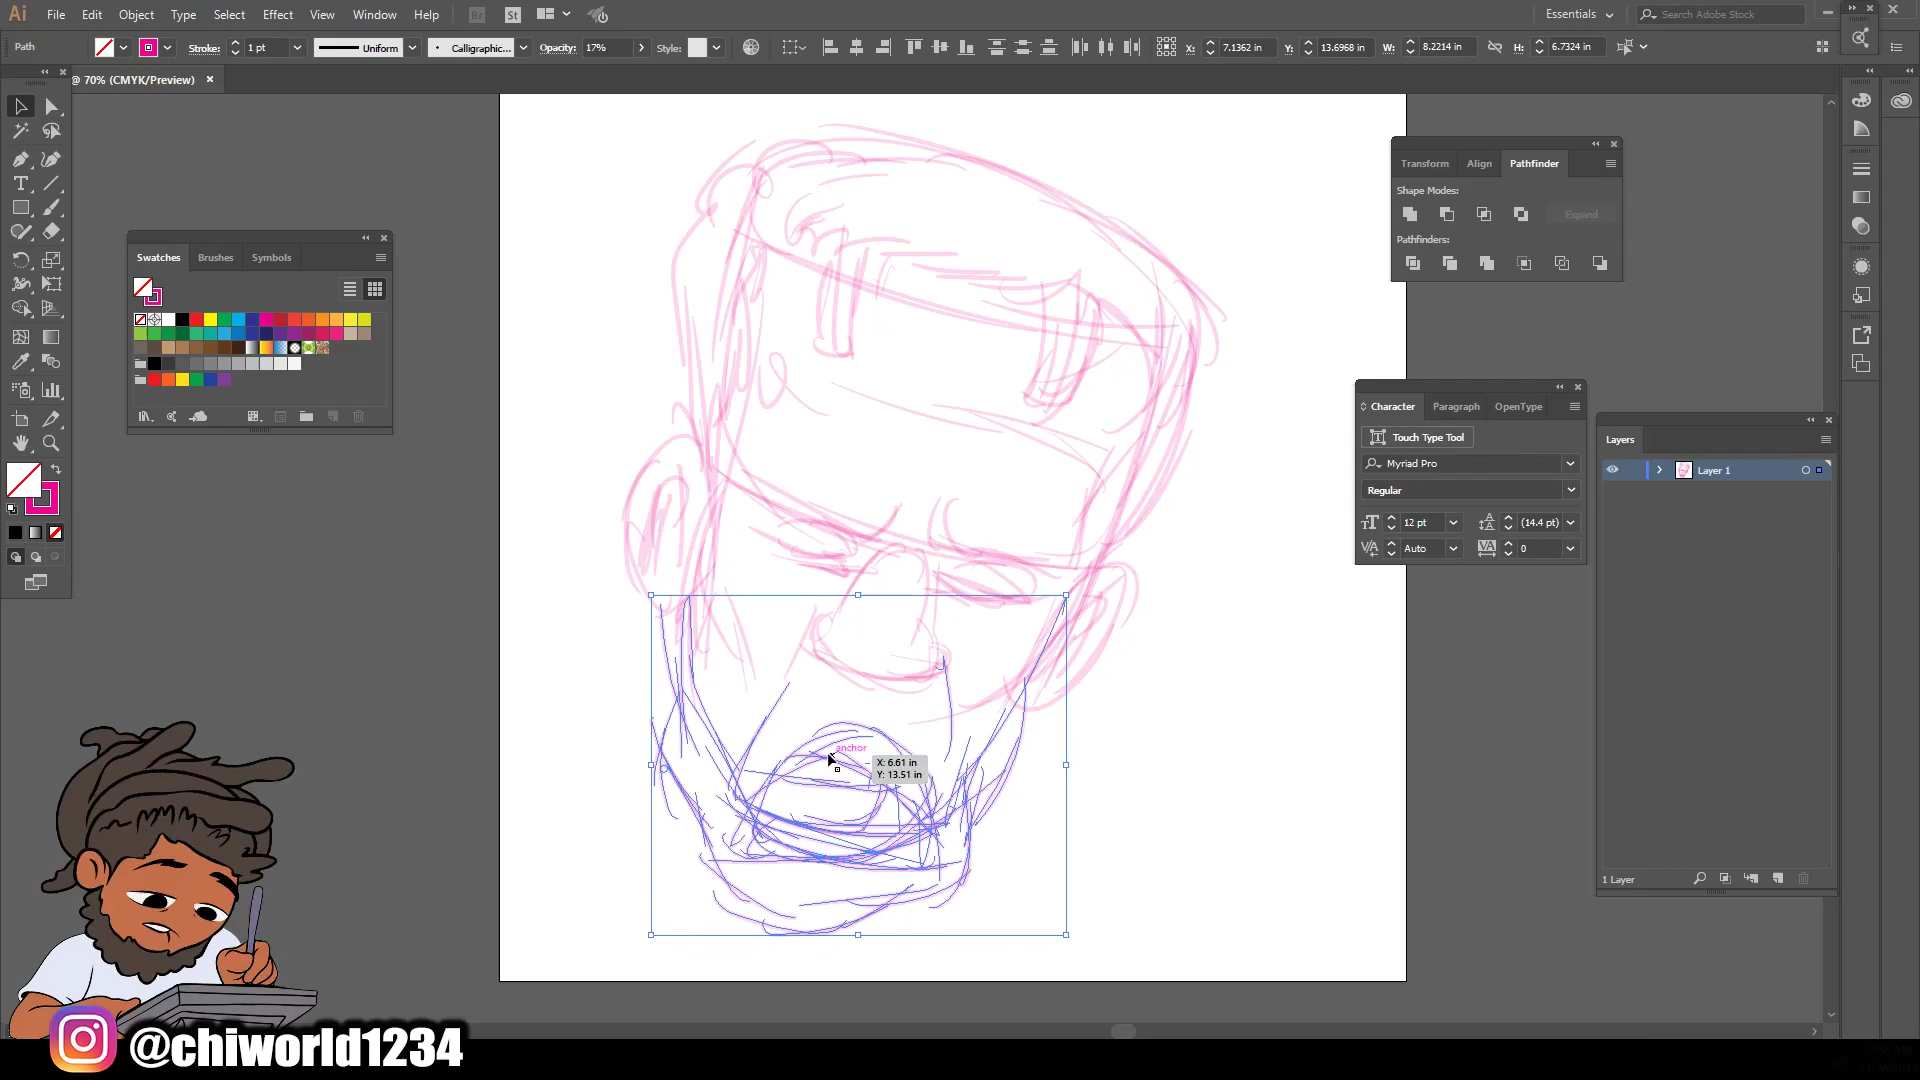 Ai File Edit Object Type Select Effect View Window Help Br St Essentials Search Adobe Stock
Path Stroke: 1 pt Uniform Calligraphic... Opacity: 17% Style: X: 7.1362 in Y: 13.6968 in W: 8.2214 in H: 6.7324 in
@ 70% (CMYK/Preview)
Transform Align Pathfinder
Shape Modes:
Expand
Pathfinders:
Swatches Brushes Symbols
Character Paragraph OpenType
Touch Type Tool
Myriad Pro
Regular
12 pt (14.4 pt)
Auto 0
Layers
Layer 1
1 Layer
anchor
X: 6.61 in
Y: 13.51 in
@chiworld1234